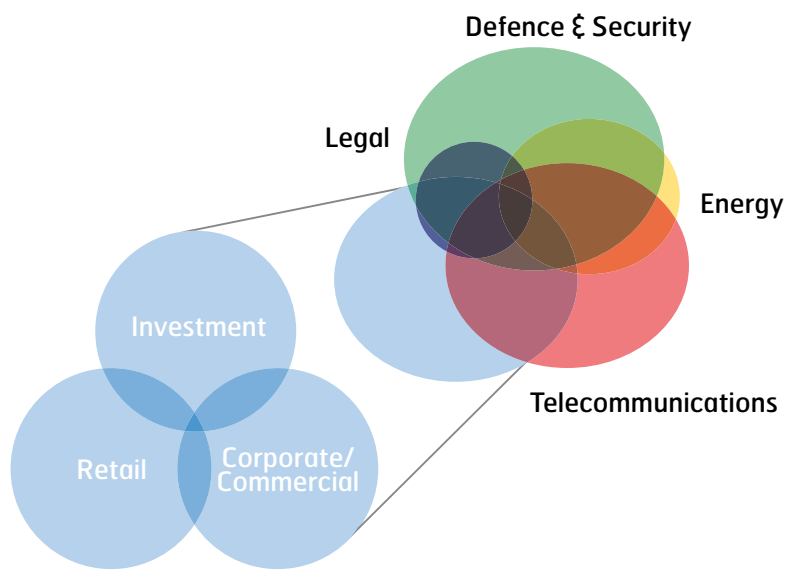 Defence & Security
Legal
Energy
Investment
Telecommunications
Retail
Corporate/
Commercial